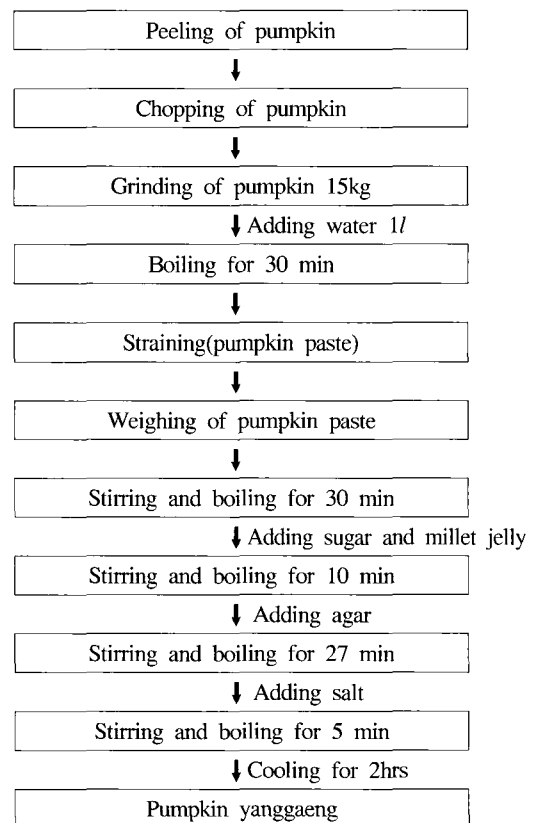 Peeling of pumpkin
Chopping of pumpkin
Grinding of pumpkin 15kg
Adding water 1l
Boiling for 30 min
Straining(pumpkin paste)
Weighing of pumpkin paste
Stirring and boiling for 30 min
Adding sugar and millet jelly
Stirring and boiling for 10 min
Adding agar
Stirring and boiling for 27 min
Adding salt
Stirring and boiling for 5 min
Cooling for 2hrs
Pumpkin yanggaeng